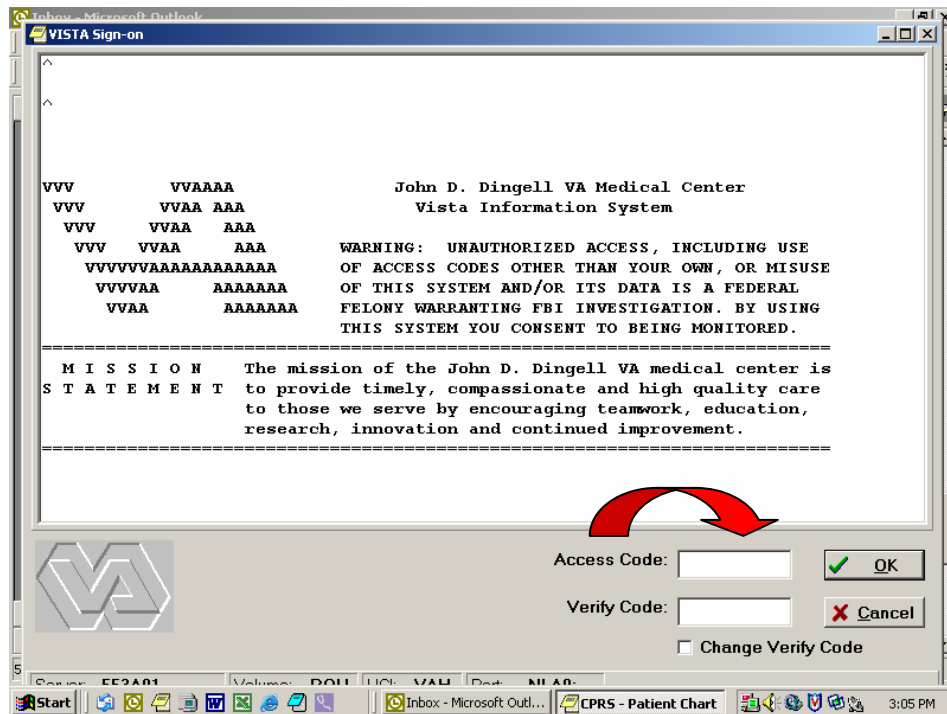 Inbox - Microsoft Outlook
VISTA Sign-on
^
^
VVV VVAAAA John D. Dingell VA Medical Center
VVV VVAA AAA Vista Information System
VVV VVAA AAA
VVV VVAA AAA WARNING: UNAUTHORIZED ACCESS, INCLUDING USE
VVVVVVAAAAAAAAAAAA OF ACCESS CODES OTHER THAN YOUR OWN, OR MISUSE
VVVVAA AAAAAAA OF THIS SYSTEM AND/OR ITS DATA IS A FEDERAL
VVAA AAAAAAA FELONY WARRANTING FBI INVESTIGATION. BY USING
THIS SYSTEM YOU CONSENT TO BEING MONITORED.
M I S S I O N The mission of the John D. Dingell VA medical center is
S T A T E M E N T to provide timely, compassionate and high quality care
to those we serve by encouraging teamwork, education,
research, innovation and continued improvement.
Access Code:
OK
Verify Code:
Cancel
Change Verify Code
Server: Volume: ROU UCI: VAH Port:
Start Inbox - Microsoft Outl... CPRS - Patient Chart 3:05 PM